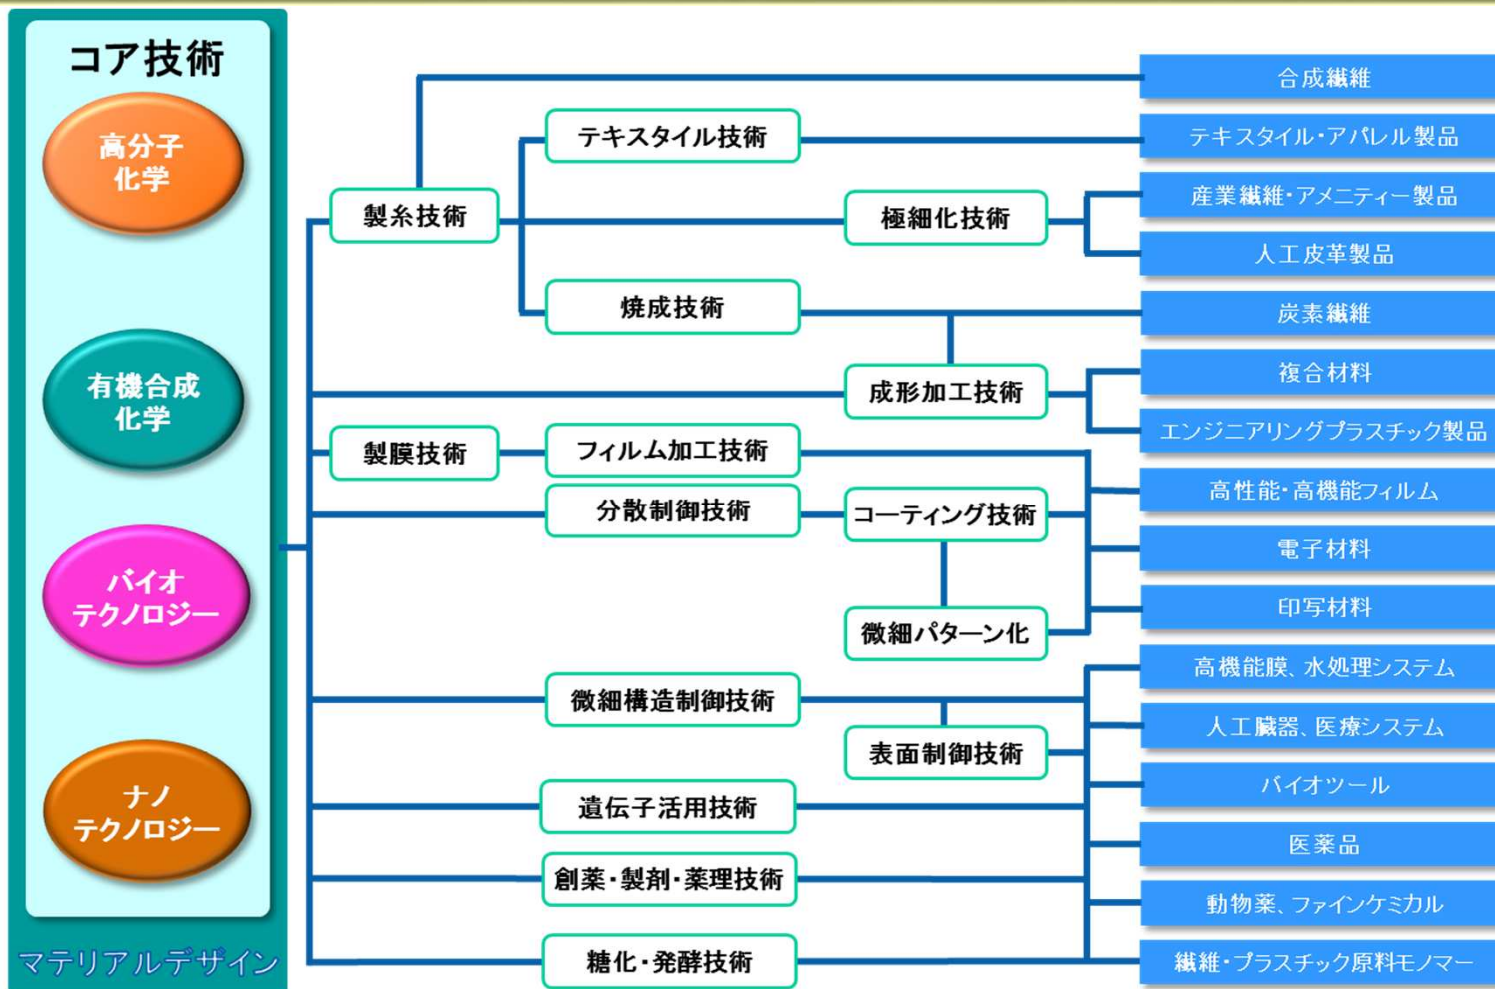 コア技術
高分子
化学
有機合成
化学
バイオ
テクノロジー
ナノ
テクノロジー
マテリアルデザイン
製糸技術
製膜技術
テキスタイル技術
焼成技術
フィルム加工技術
分散制御技術
微細構造制御技術
遺伝子活用技術
創薬・製剤・薬理技術
糖化・発酵技術
極細化技術
成形加工技術
コーティング技術
微細パターン化
表面制御技術
合成繊維
テキスタイル・アパレル製品
産業繊維・アメニティー製品
人工皮革製品
炭素繊維
複合材料
エンジニアリングプラスチック製品
高性能・高機能フィルム
電子材料
印写材料
高機能膜、水処理システム
人工臓器、医療システム
バイオツール
医薬品
動物薬、ファインケミカル
繊維・プラスチック原料モノマー